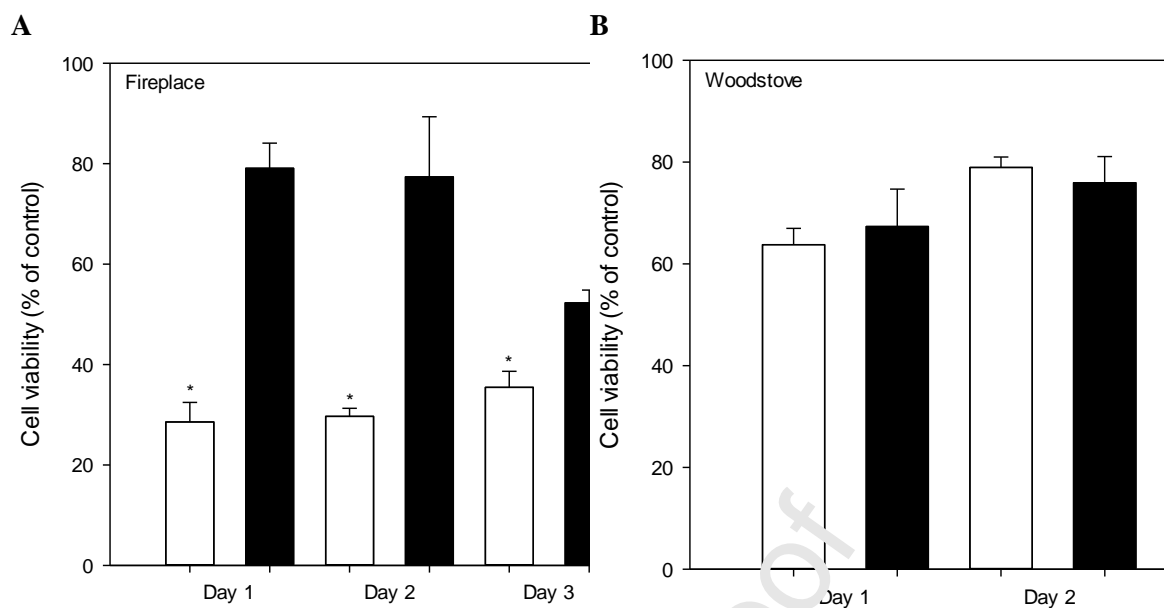 A
B
Fireplace
Woodstove
Cell viability (% of control)
100
80
60
40
20
0
*
*
*
Day 1
Day 2
Day 3
Cell viability (% of control)
100
80
60
40
20
0
Day 1
Day 2
oof